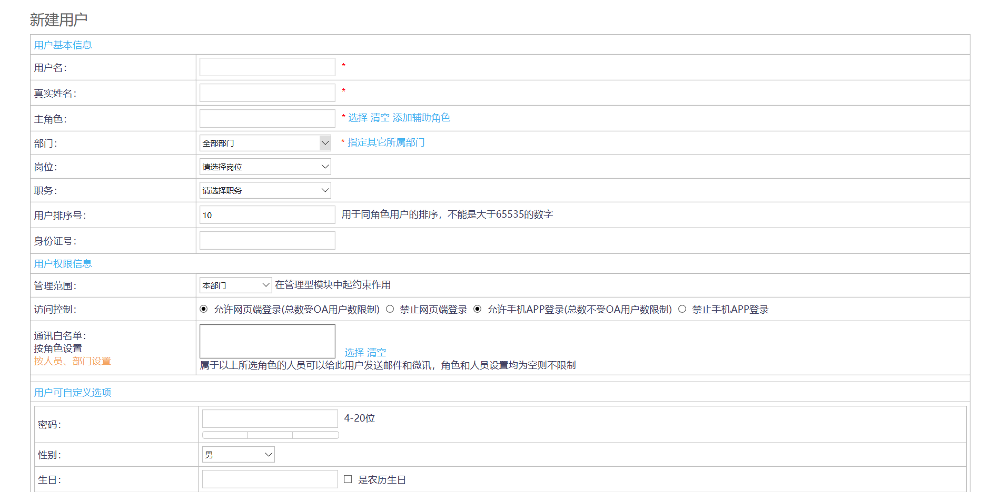 新建用户
用户基本信息
用户名：
*
真实姓名：
*
主角色：
* 选择 清空 添加辅助角色
部门：
全部部门
* 指定其它所属部门
岗位：
请选择岗位
职务：
请选择职务
用户排序号：
10
用于同角色用户的排序，不能是大于65535的数字
身份证号：
用户权限信息
管理范围：
本部门
在管理型模块中起约束作用
访问控制：
允许网页端登录(总数受OA用户数限制) 禁止网页端登录 允许手机APP登录(总数不受OA用户数限制) 禁止手机APP登录
通讯白名单：
按角色设置
按人员、部门设置
选择 清空
属于以上所选角色的人员可以给此用户发送邮件和微讯，角色和人员设置均为空则不限制
用户可自定义选项
密码：
4-20位
性别：
男
生日：
是农历生日